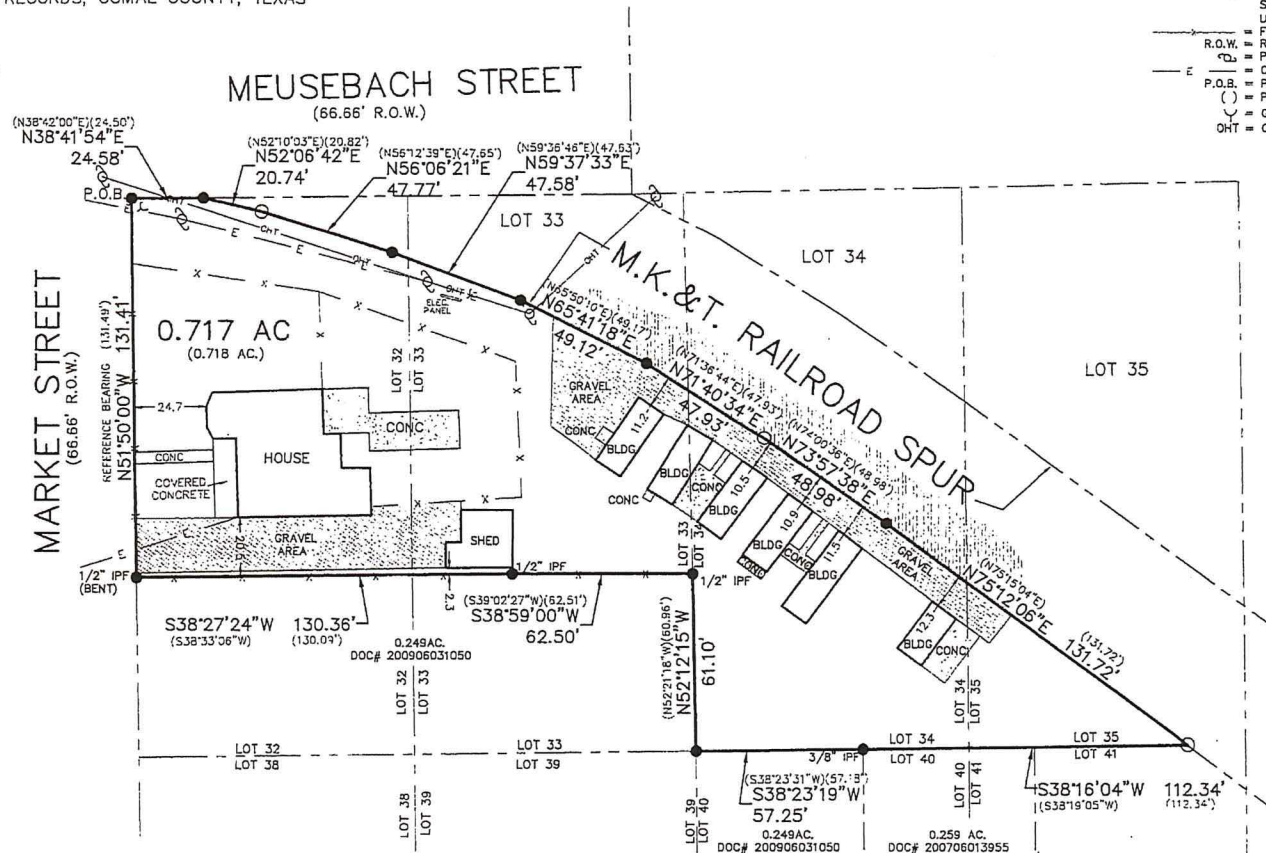 RECORDS, COMAL COUNTY, TEXAS
R.O.W. =
E =
P.O.B. =
( ) =
OHT =
MEUSEBACH STREET
(66.66' R.O.W.)
(N38°42'00"E)(24.50')
N38°41'54"E
24.58'
(N52°10'03"E)(20.82')
N52°06'42"E
20.74'
(N56°12'39"E)(47.65')
N56°06'21"E
47.77'
(N59°36'46"E)(47.63')
N59°37'33"E
47.58'
P.O.B.
LOT 33
LOT 34
LOT 35
M.K.&T. RAILROAD SPUR
MARKET STREET
(66.66' R.O.W.)
REFERENCE BEARING (131.49')
N51°50'00"W 131.41'
0.717 AC
(0.718 AC.)
LOT 32
LOT 33
E
E
E
E
OHT
OHT
OHT
OHT
OHT
ELEC.
PANEL
(N65°50'10"E)(49.17')
N65°41'18"E
49.12'
(N71°36'44"E)(47.93')
N71°40'34"E
47.93'
(N74°00'36"E)(48.98')
N73°57'38"E
48.98'
(N75°15'04"E)
N75°12'06"E
(131.72')
131.72'
24.7
HOUSE
CONC
CONC
COVERED
CONCRETE
GRAVEL
AREA
SHED
2.3
GRAVEL
AREA
CONC
BLDG
11.2
BLDG
CONC
CONC
BLDG
10.5
BLDG
10.9
CONC
CONC
BLDG
11.5
GRAVEL
AREA
BLDG
12.3
CONC
LOT 33
LOT 34
LOT 34
LOT 35
1/2" IPF
(BENT)
1/2" IPF
1/2" IPF
S38°27'24"W 130.36'
(S38°33'06"W) (130.09')
(S39°02'27"W)(62.51')
S38°59'00"W
62.50'
0.249AC.
DOC# 200906031050
(N52°21'18"W)(60.96')
N52°12'15"W
61.10'
LOT 32
LOT 33
LOT 32
LOT 38
LOT 33
LOT 39
LOT 38
LOT 39
3/8" IPF
LOT 34
LOT 40
LOT 35
LOT 41
LOT 40
LOT 41
LOT 39
LOT 40
(S38°23'31"W)(57.18')
S38°23'19"W
57.25'
S38°16'04"W 112.34'
(S38°19'05"W) (112.34')
0.249AC.
DOC# 200906031050
0.259 AC.
DOC# 200706013955